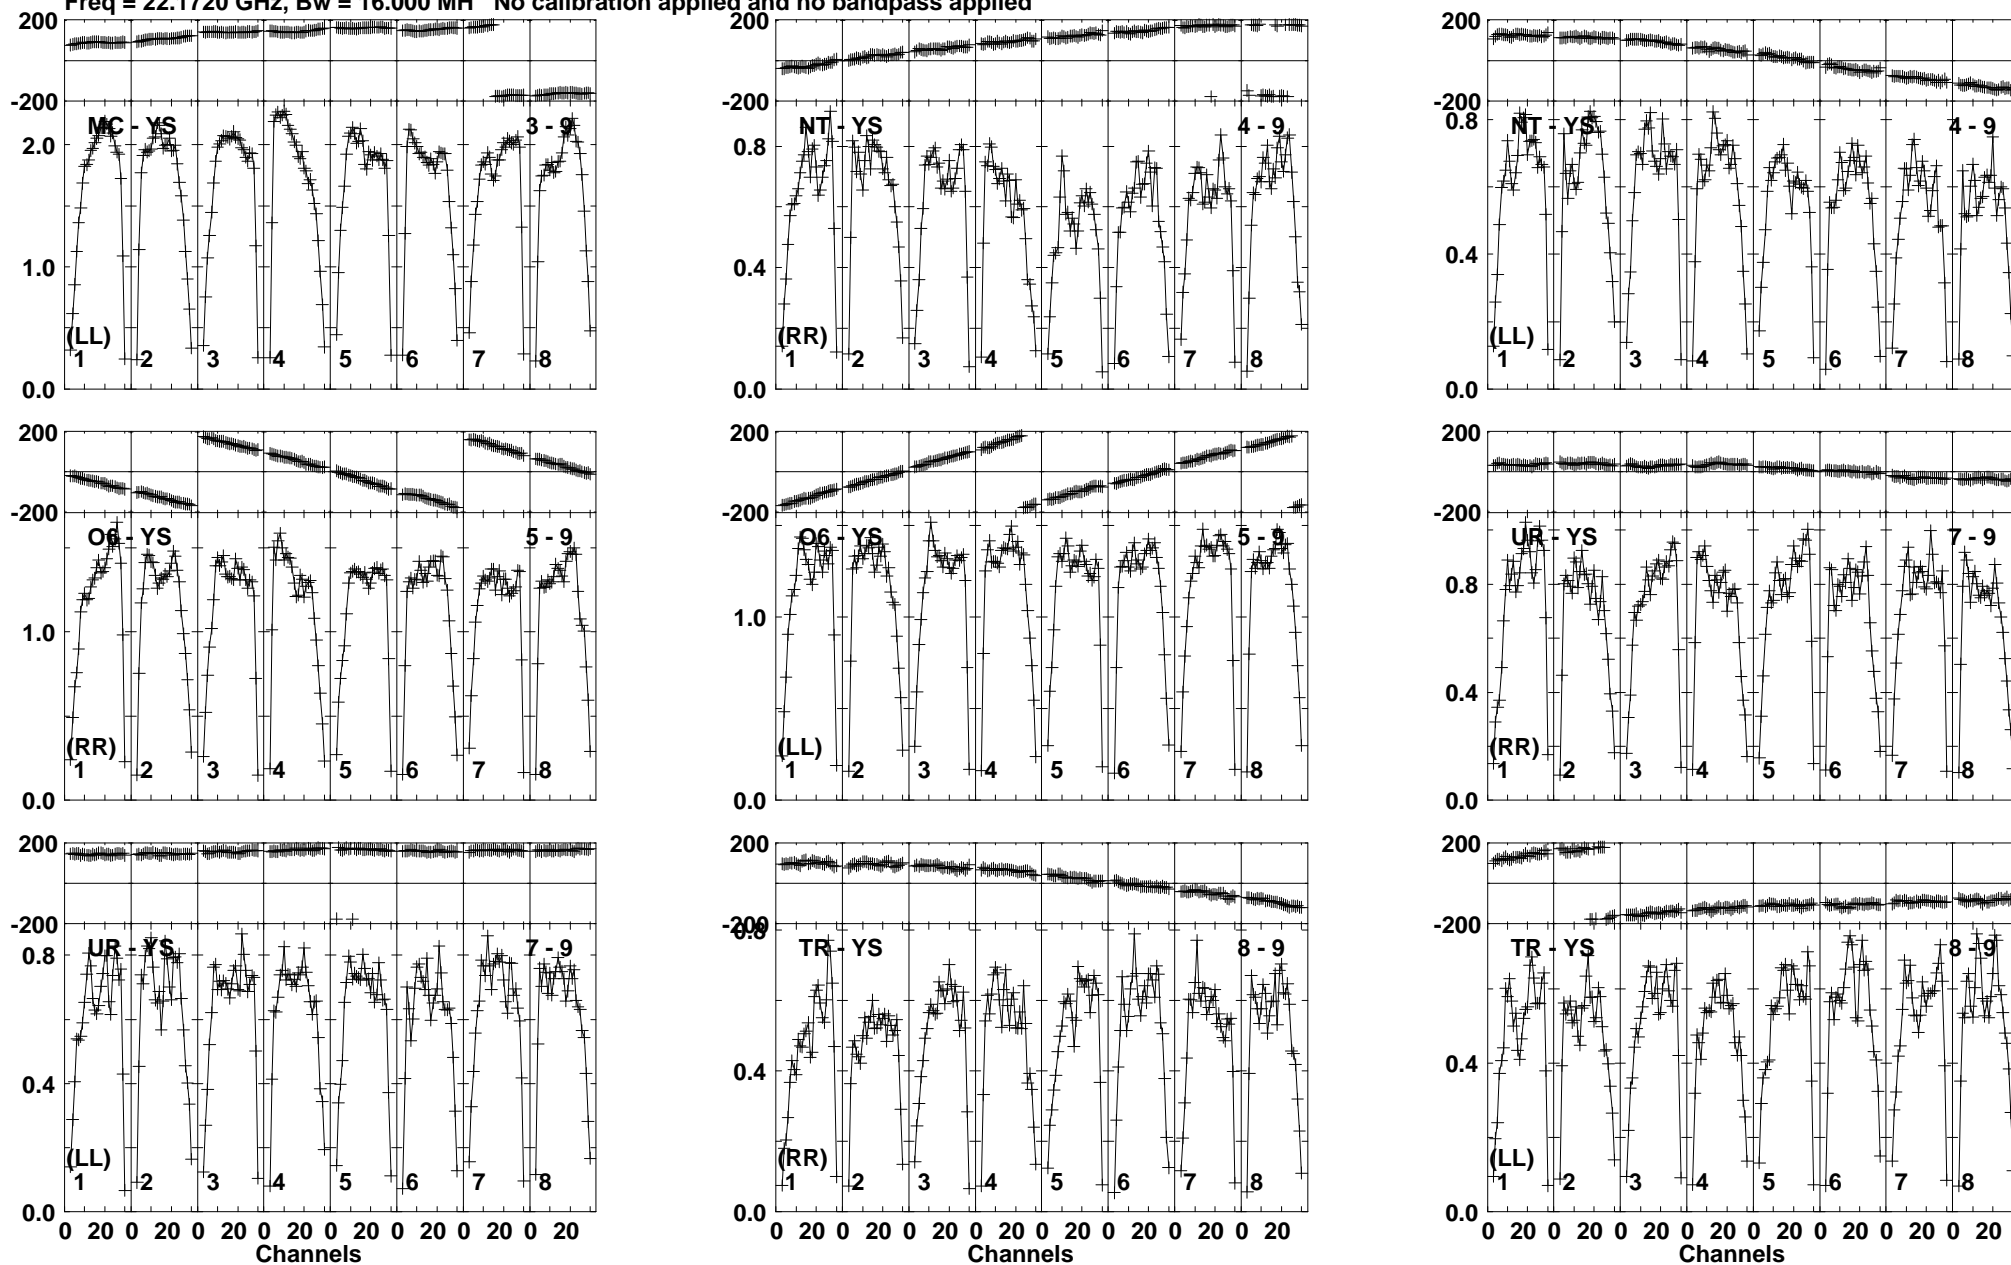 Freq = 22.1720 GHz, Bw = 16.000 MH No calibration applied and no bandpass applied
200 200 200
-200 -200 -200
MC - YS 3 - 9 NT - YS 4 - 9 NT - YS 4 - 9
2.0 0.8 0.8
1.0 0.4 0.4
(LL) (RR) (LL)
1 2 3 4 5 6 7 8 1 2 3 4 5 6 7 8 1 2 3 4 5 6 7 8
0.0 0.0 0.0
200 200 200
-200 -200 -200
O6 - YS 5 - 9 O6 - YS 5 - 9 UR - YS 7 - 9
0.8
1.0 1.0
0.4
(RR) (LL) (RR)
1 2 3 4 5 6 7 8 1 2 3 4 5 6 7 8 1 2 3 4 5 6 7 8
0.0 0.0 0.0
200 200 200
-200 -200 -200
0.8
UR - YS 7 - 9 TR - YS 8 - 9 TR - YS 8 - 9
0.8
0.4 0.4 0.4
(LL) (RR) (LL)
1 2 3 4 5 6 7 8 1 2 3 4 5 6 7 8 1 2 3 4 5 6 7 8
0.0 0.0 0.0
0 20 0 20 0 20 0 20 0 20 0 20 0 20 0 20 0 20 0 20 0 20 0 20 0 20 0 20 0 20 0 20 0 20 0 20 0 20 0 20 0 20 0 20 0 20 0 20
Channels Channels Channels